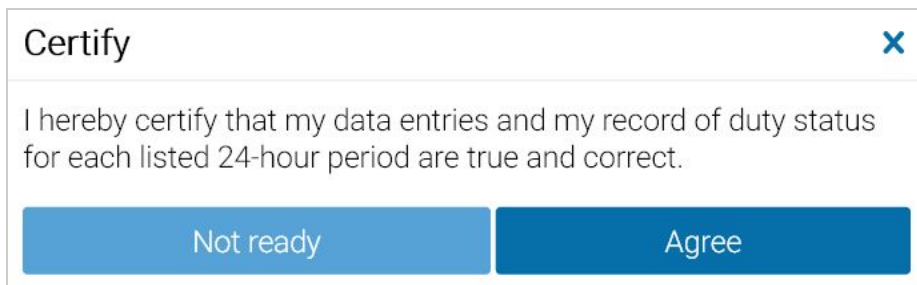 Certify
I hereby certify that my data entries and my record of duty status
for each listed 24-hour period are true and correct.
Not ready
Agree